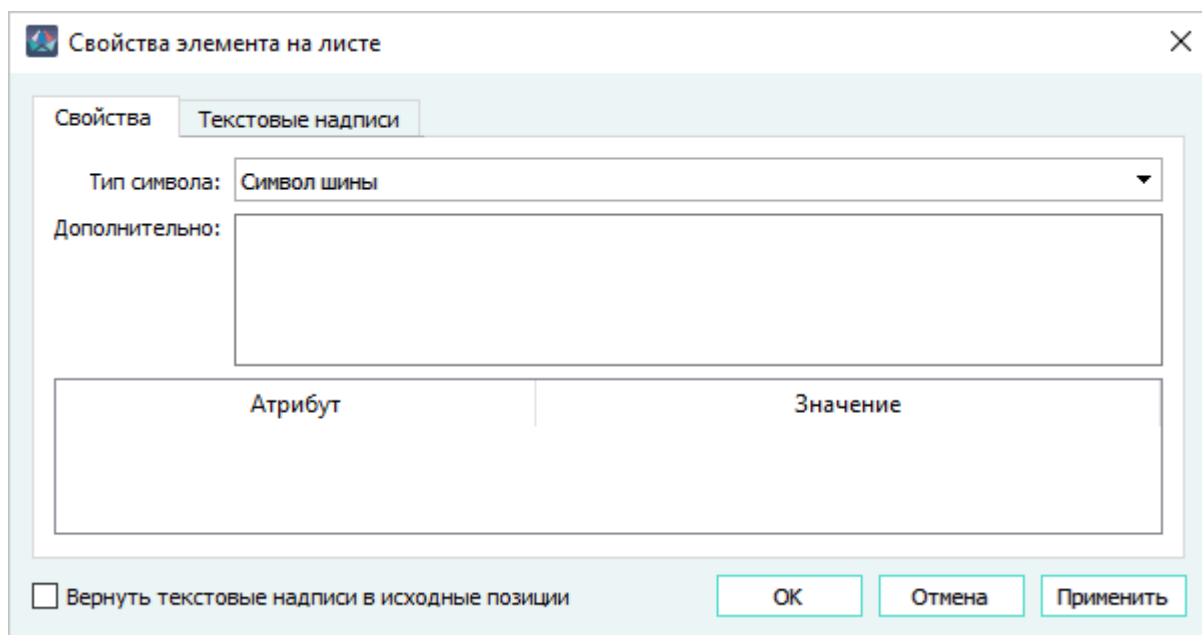 Свойства элемента на листе
Свойства Текстовые надписи
Тип символа: Символ шины
Дополнительно:
Атрибут Значение
Вернуть текстовые надписи в исходные позиции OK Отмена Применить